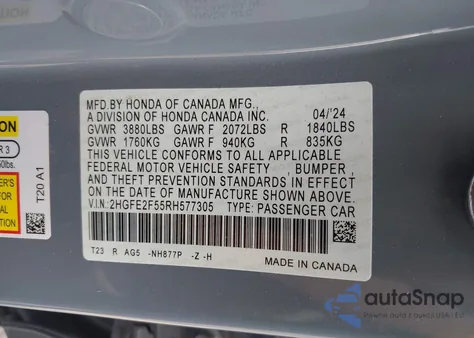 ION
R 3
50lbs.
T20 A1
MFD.BY HONDA OF CANADA MFG.,
A DIVISION OF HONDA CANADA INC. 04/'24
GVWR 3880LBS GAWR F 2072LBS R 1840LBS
GVWR 1760KG GAWR F 940KG R 835KG
THIS VEHICLE CONFORMS TO ALL APPLICABLE
FEDERAL MOTOR VEHICLE SAFETY, BUMPER,
AND THEFT PREVENTION STANDARDS IN EFFECT
ON THE DATE OF MANUFACTURE SHOWN ABOVE.
V.I.N:2HGFE2F55RH577305 TYPE: PASSENGER CAR
T23 R AG5 -NH877P -Z -H
MADE IN CANADA
autoSnap